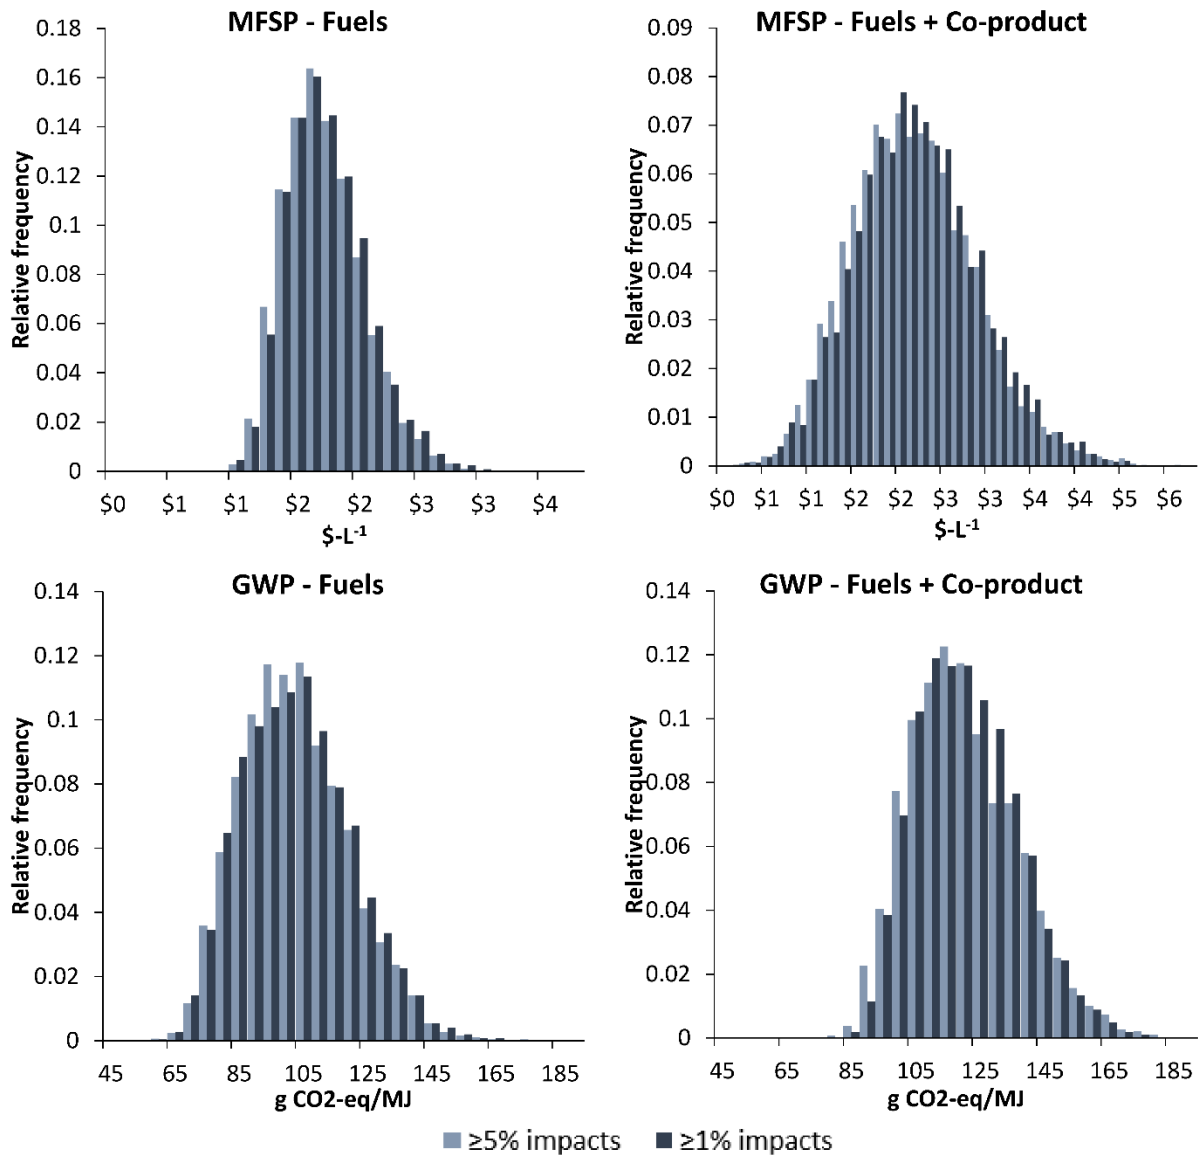 MFSP - Fuels
0.18
0.16
0.14
0.12
0.1
0.08
0.06
0.04
0.02
0
Relative frequency
$0 $1 $1 $2 $2 $3 $3 $4
$-L⁻¹
MFSP - Fuels + Co-product
0.09
0.08
0.07
0.06
0.05
0.04
0.03
0.02
0.01
0
Relative frequency
$0 $1 $1 $2 $2 $3 $3 $4 $4 $5 $6
$-L⁻¹
GWP - Fuels
0.14
0.12
0.1
0.08
0.06
0.04
0.02
0
Relative frequency
45 65 85 105 125 145 165 185
g CO2-eq/MJ
GWP - Fuels + Co-product
0.14
0.12
0.1
0.08
0.06
0.04
0.02
0
Relative frequency
45 65 85 105 125 145 165 185
g CO2-eq/MJ
≥5% impacts ≥1% impacts